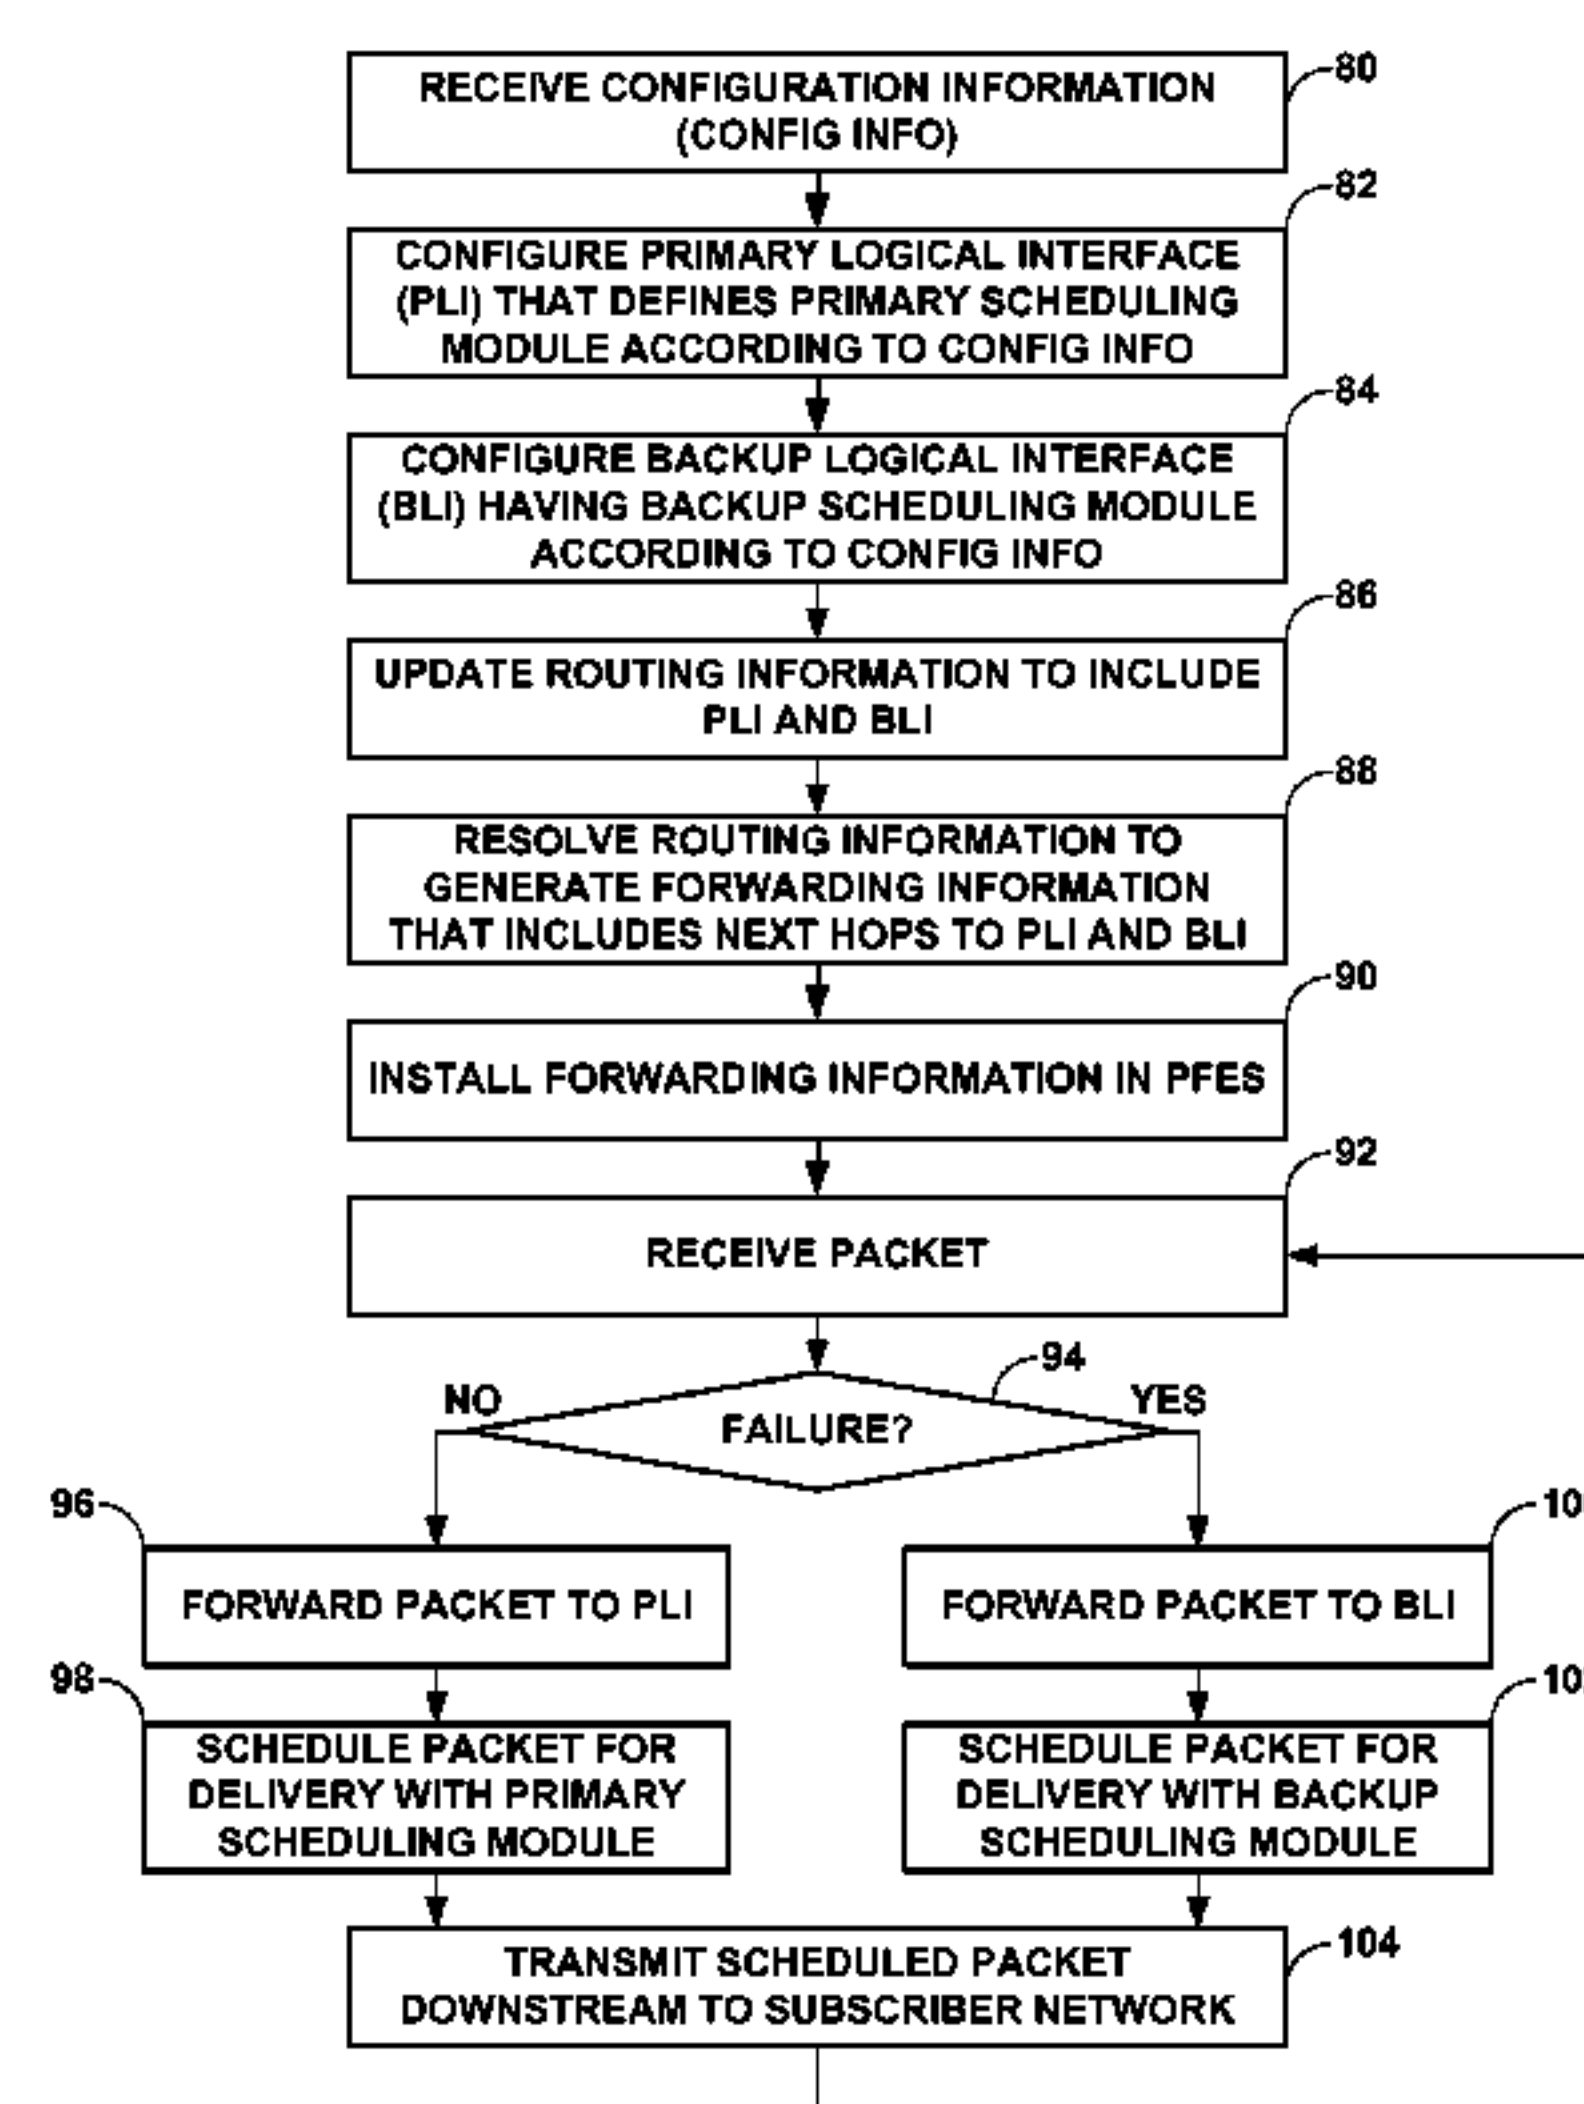 80
RECEIVE CONFIGURATION INFORMATION
(CONFIG INFO)
82
CONFIGURE PRIMARY LOGICAL INTERFACE
(PLI) THAT DEFINES PRIMARY SCHEDULING
MODULE ACCORDING TO CONFIG INFO
84
CONFIGURE BACKUP LOGICAL INTERFACE
(BLI) HAVING BACKUP SCHEDULING MODULE
ACCORDING TO CONFIG INFO
86
UPDATE ROUTING INFORMATION TO INCLUDE
PLI AND BLI
88
RESOLVE ROUTING INFORMATION TO
GENERATE FORWARDING INFORMATION
THAT INCLUDES NEXT HOPS TO PLI AND BLI
90
INSTALL FORWARDING INFORMATION IN PFES
92
RECEIVE PACKET
94
NO
YES
FAILURE?
96
FORWARD PACKET TO PLI
FORWARD PACKET TO BLI
98
SCHEDULE PACKET FOR
DELIVERY WITH PRIMARY
SCHEDULING MODULE
SCHEDULE PACKET FOR
DELIVERY WITH BACKUP
SCHEDULING MODULE
104
TRANSMIT SCHEDULED PACKET
DOWNSTREAM TO SUBSCRIBER NETWORK